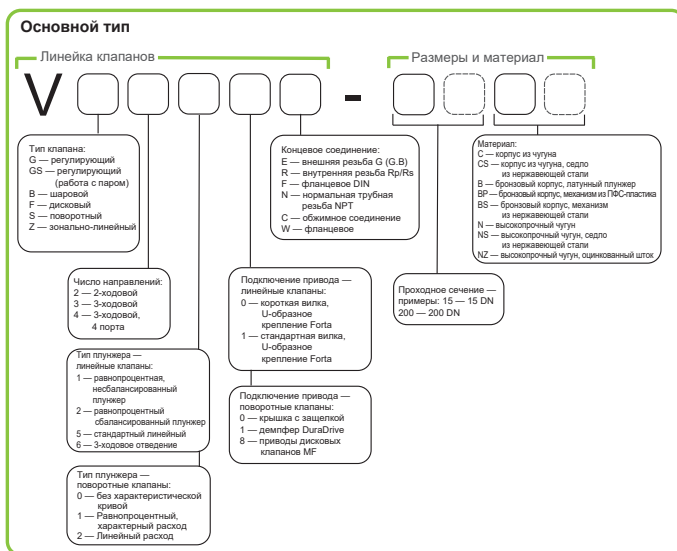 Основной тип
Линейка клапанов
Размеры и материал
V
-
Тип клапана:
G — регулирующий
GS — регулирующий
(работа с паром)
B — шаровой
F — дисковый
S — поворотный
Z — зонально-линейный
Концевое соединение:
E — внешняя резьба G (G.B)
R — внутренняя резьба Rp/Rs
F — фланцевое DIN
N — нормальная трубная
резьба NPT
C — обжимное соединение
W — фланцевое
Материал:
C — корпус из чугуна
CS — корпус из чугуна, седло
из нержавеющей стали
B — бронзовый корпус, латунный плунжер
BP — бронзовый корпус, механизм из ПФС-пластика
BS — бронзовый корпус, механизм
из нержавеющей стали
N — высокопрочный чугун
NS — высокопрочный чугун, седло
из нержавеющей стали
NZ — высокопрочный чугун, оцинкованный шток
Число направлений:
2 — 2-ходовой
3 — 3-ходовой
4 — 3-ходовой,
4 порта
Подключение привода —
линейные клапаны:
0 — короткая вилка,
U-образное
крепление Forta
1 — стандартная вилка,
U-образное
крепление Forta
Проходное сечение —
примеры: 15 — 15 DN
200 — 200 DN
Тип плунжера —
линейные клапаны:
1 — равнопроцентная,
несбалансированный
плунжер
2 — равнопроцентный
сбалансированный плунжер
5 — стандартный линейный
6 — 3-ходовое отведение
Подключение привода —
поворотные клапаны:
0 — крышка с защелкой
1 — демпфер DuraDrive
8 — приводы дисковых
клапанов MF
Тип плунжера —
поворотные клапаны:
0 — без характеристической
кривой
1 — Равнопроцентный,
характерный расход
2 — Линейный расход